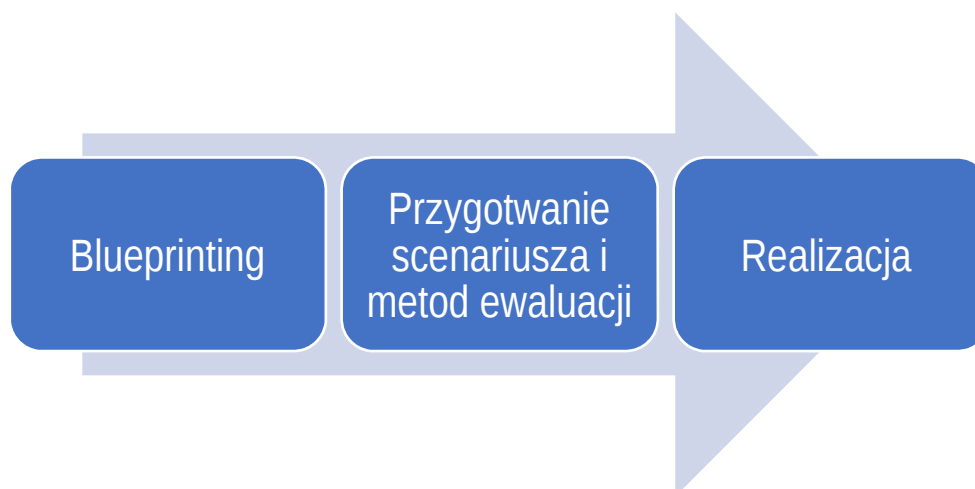 Blueprinting
Przygotwanie
scenariusza i
metod ewaluacji
Realizacja